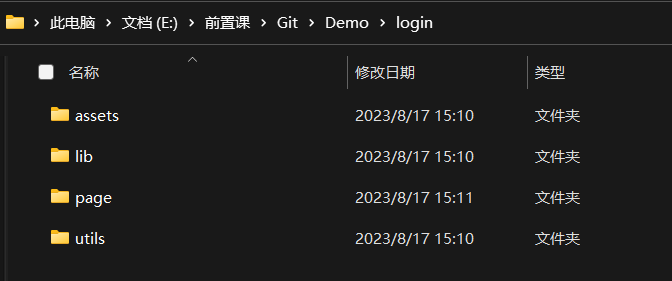 此电脑 > 文档 (E:) > 前置课 > Git > Demo > login
名称 修改日期 类型
assets 2023/8/17 15:10 文件夹
lib 2023/8/17 15:10 文件夹
page 2023/8/17 15:11 文件夹
utils 2023/8/17 15:10 文件夹